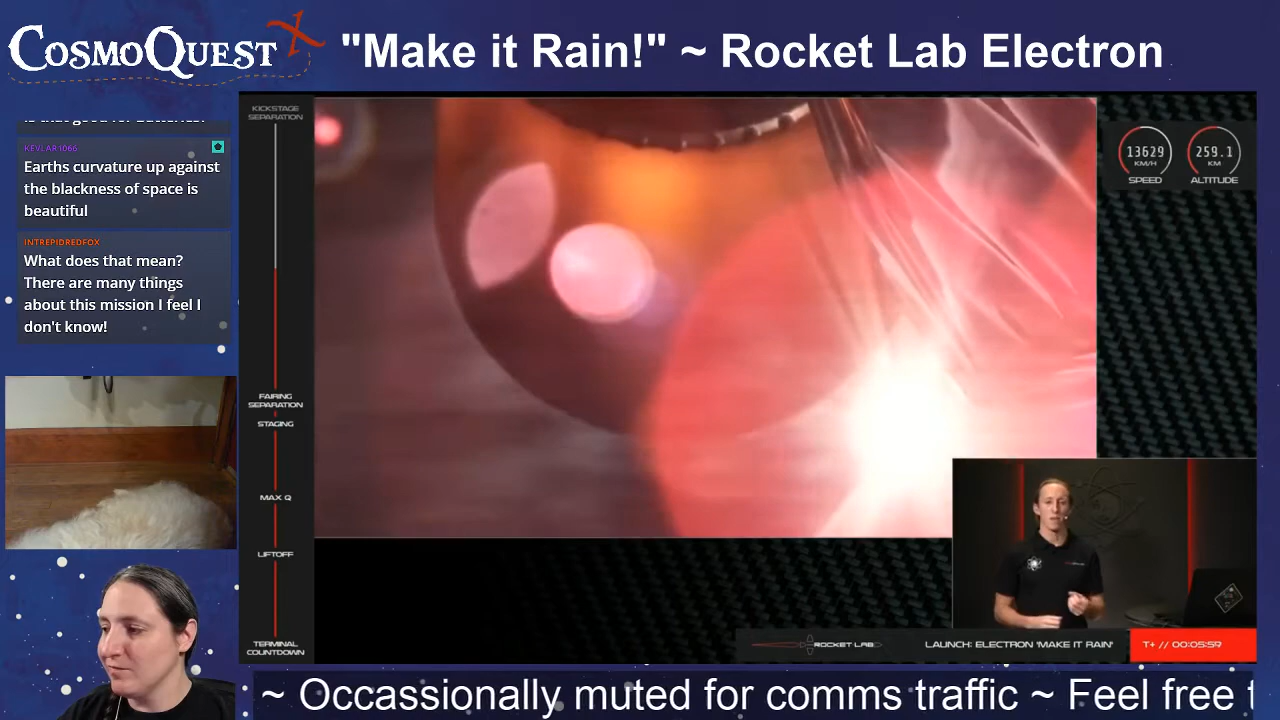 COSMOQUEST X
"Make it Rain!" ~ Rocket Lab Electron
KEVLAR1066
Earths curvature up against
the blackness of space is
beautiful
INTREPIDREDFOX
What does that mean?
There are many things
about this mission I feel I
don't know!
KICKSTAGE
SEPARATION
FAIRING
SEPARATION
STAGING
MAX Q
LIFTOFF
TERMINAL
COUNTDOWN
13629
KM/H
SPEED
259.1
KM
ALTITUDE
ROCKET LAB
LAUNCH: ELECTRON 'MAKE IT RAIN'
T+ // 00:05:59
~ Occassionally muted for comms traffic ~ Feel free t